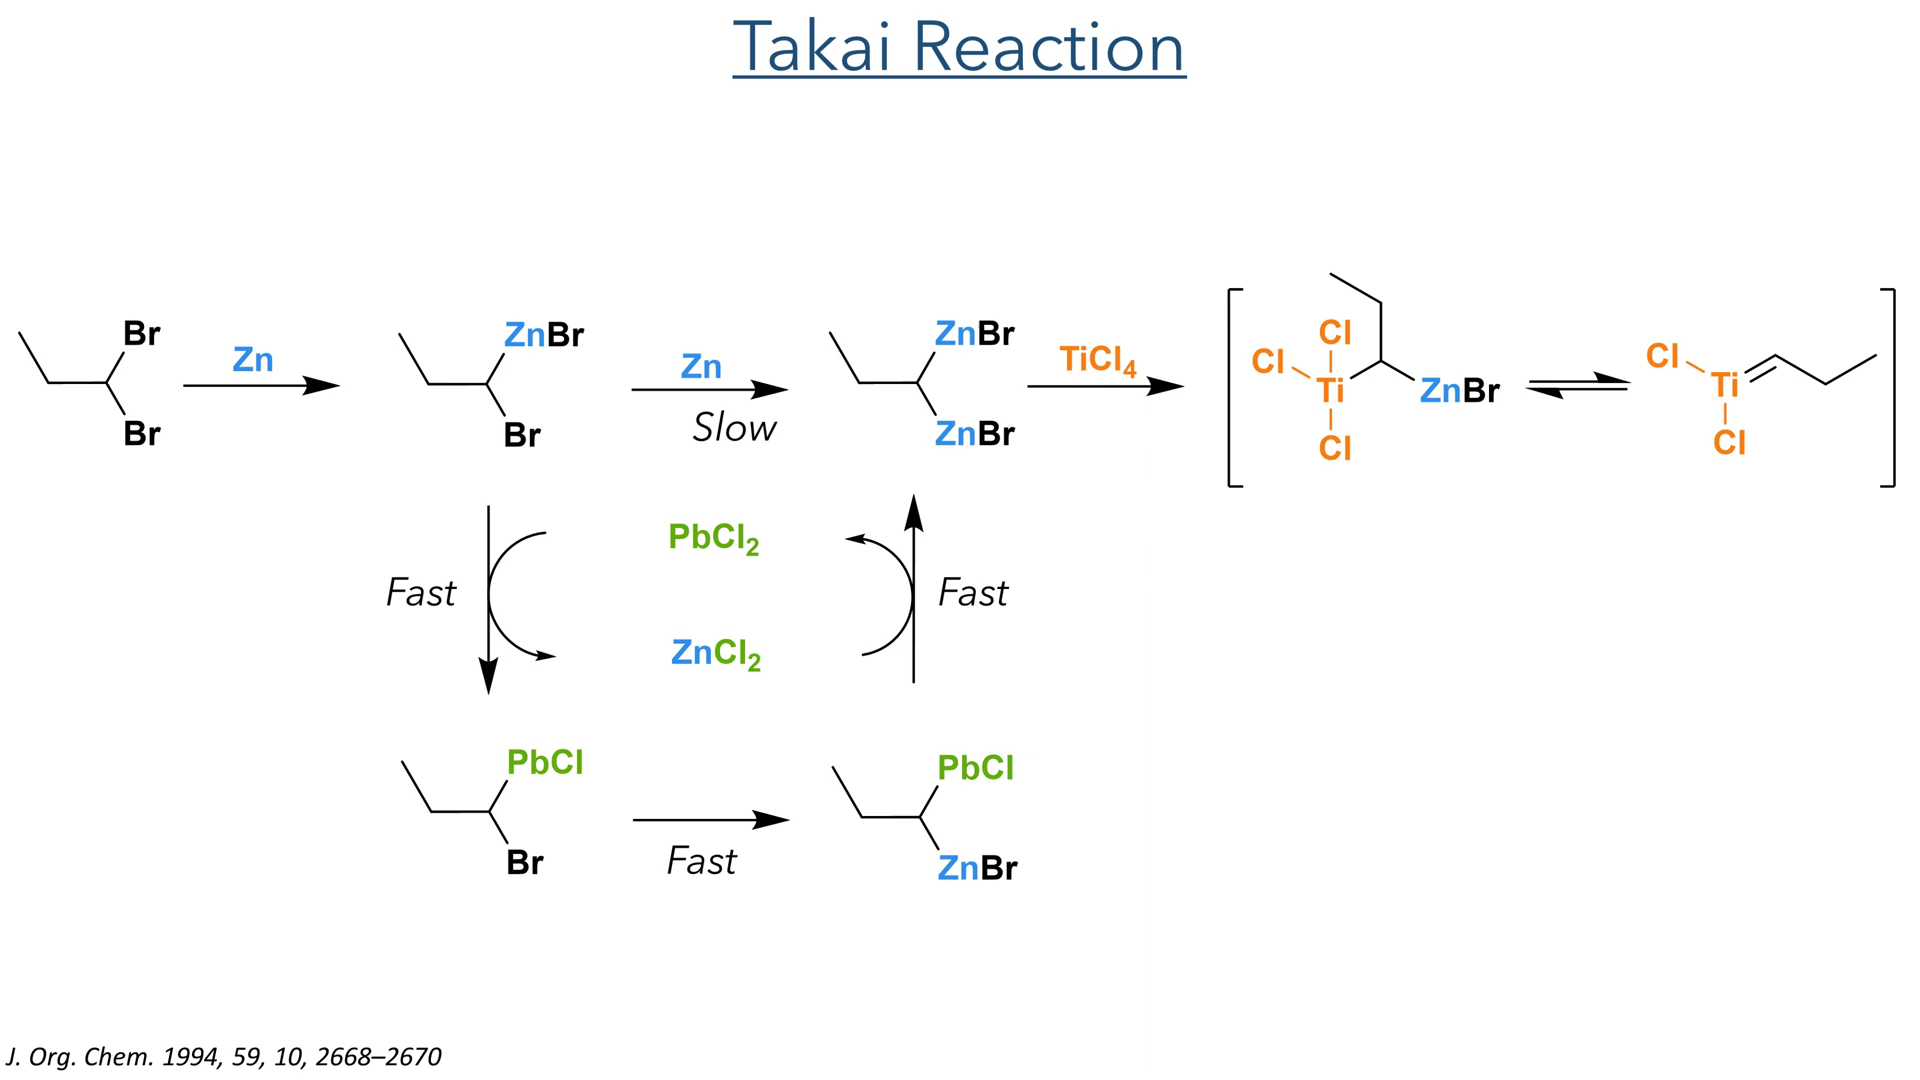 Takai Reaction
Br
Br
Zn
ZnBr
Br
Zn
Slow
ZnBr
ZnBr
TiCl4
Cl
Cl
Ti
Cl
ZnBr
Cl
Ti
Cl
Fast
PbCl2
ZnCl2
Fast
PbCl
Br
Fast
PbCl
ZnBr
J. Org. Chem. 1994, 59, 10, 2668–2670